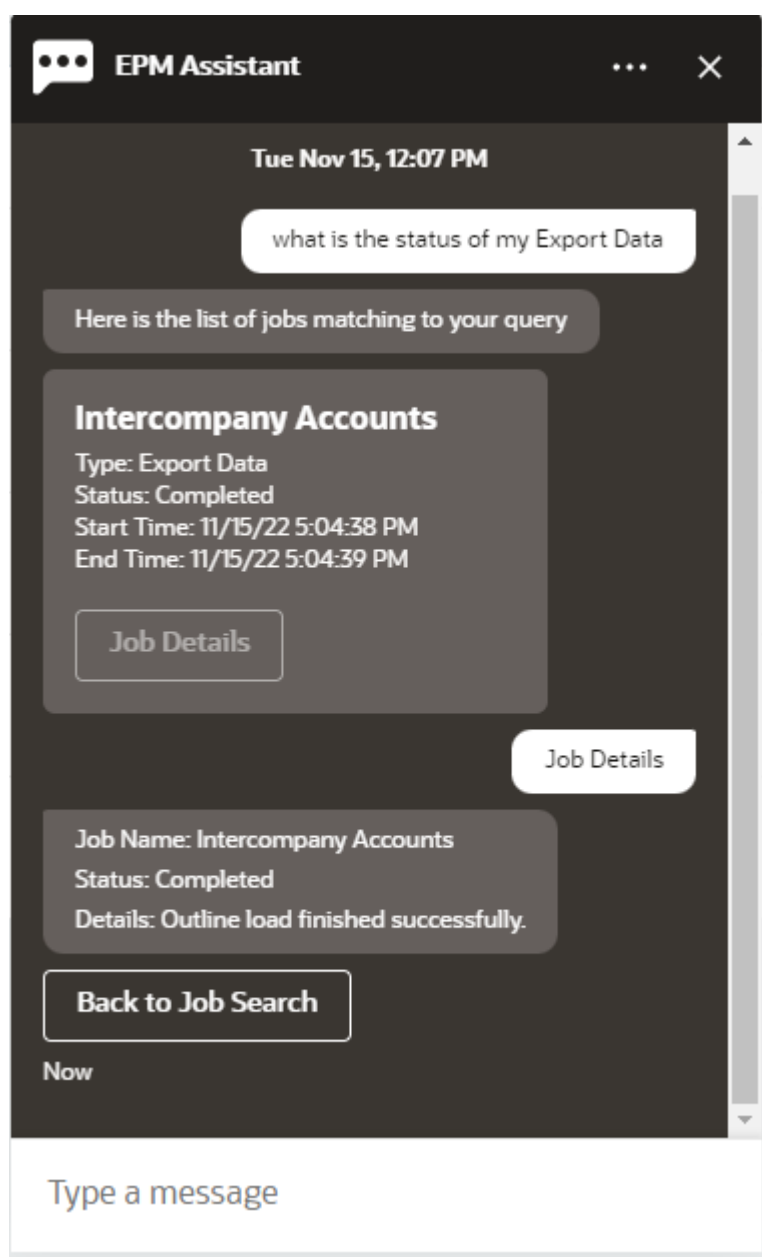 EPM Assistant
Tue Nov 15, 12:07 PM
what is the status of my Export Data
Here is the list of jobs matching to your query
Intercompany Accounts
Type: Export Data
Status: Completed
Start Time: 11/15/22 5:04:38 PM
End Time: 11/15/22 5:04:39 PM
Job Details
Job Details
Job Name: Intercompany Accounts
Status: Completed
Details: Outline load finished successfully.
Back to Job Search
Now
Type a message